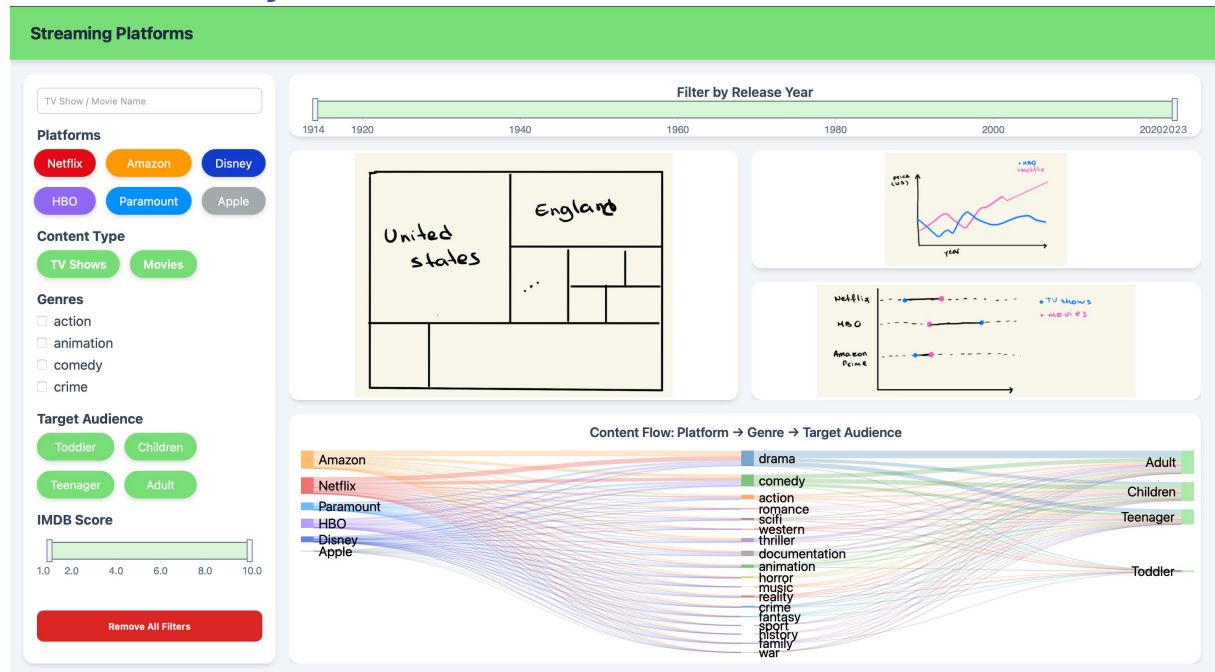 Streaming Platforms
TV Show / Movie Name
Platforms
Netflix Amazon Disney
HBO Paramount Apple
Content Type
TV Shows Movies
Genres
action
animation
comedy
crime
Target Audience
Toddler Children
Teenager Adult
IMDB Score
1.0 2.0 4.0 6.0 8.0 10.0
Remove All Filters
Filter by Release Year
1914 1920 1940 1960 1980 2000 2020 2023
United
states
England
...
• HBO
• Netflix
price
(US)
year
Netflix
HBO
Amazon
Prime
• TV shows
• Movies
Content Flow: Platform → Genre → Target Audience
Amazon
Netflix
Paramount
HBO
Disney
Apple
drama
comedy
action
romance
scifi
western
thriller
documentation
animation
horror
music
reality
crime
fantasy
sport
history
family
war
Adult
Children
Teenager
Toddler